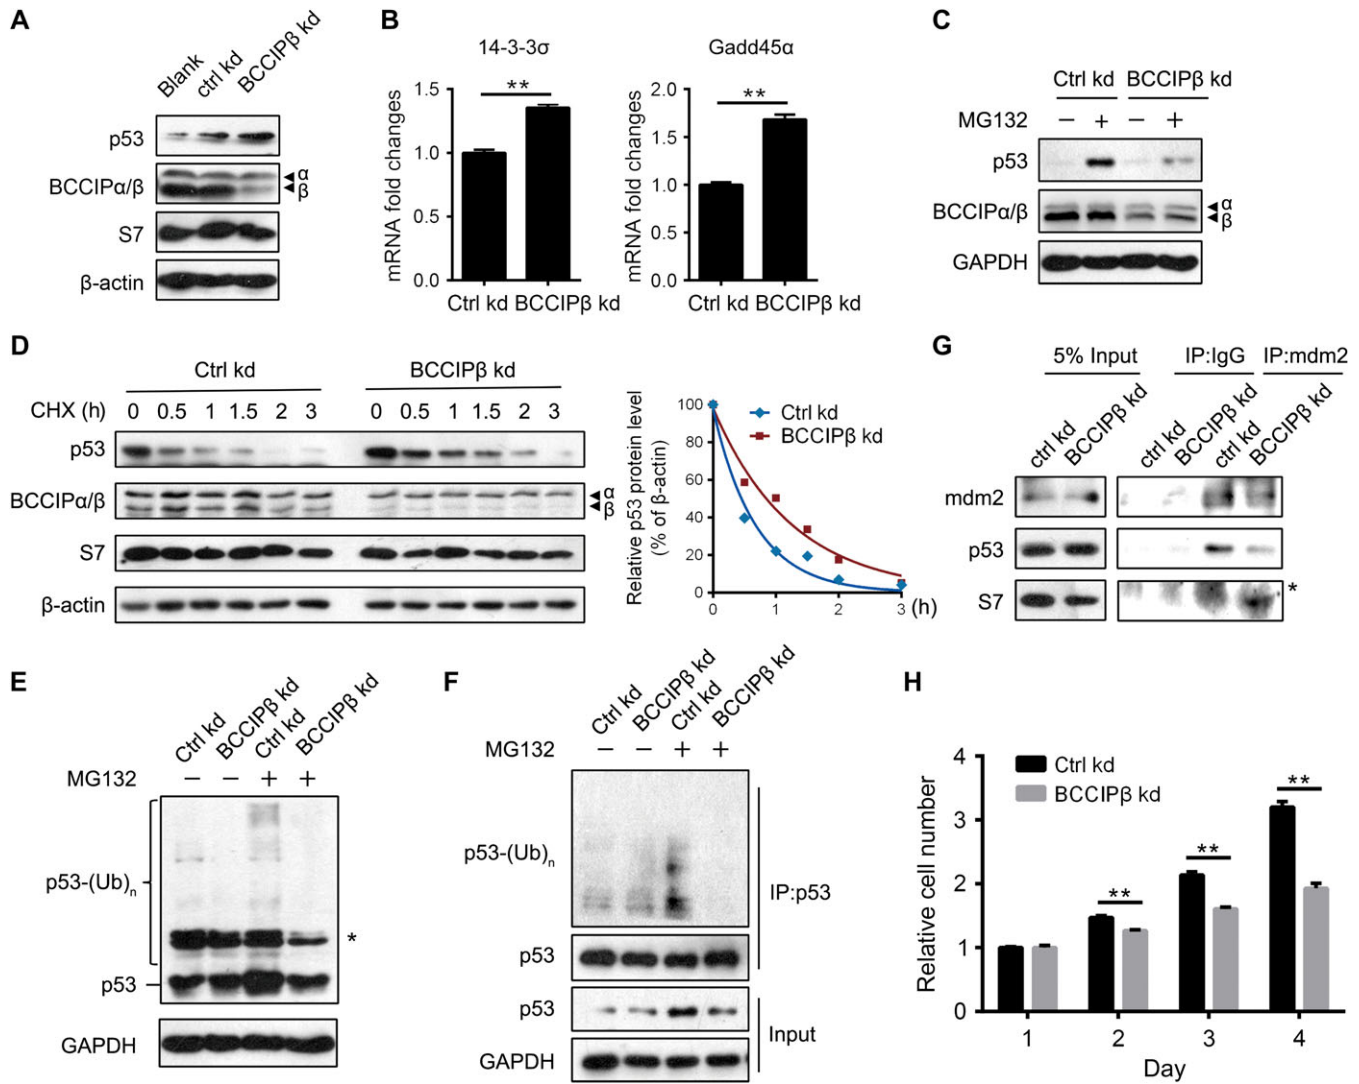 A
Blank
ctrl kd
BCCIPβ kd
p53
BCCIPα/β
α
β
S7
β-actin
B
14-3-3σ
mRNA fold changes
1.5
1.0
0.5
0.0
**
Ctrl kd BCCIPβ kd
Gadd45α
mRNA fold changes
2.0
1.5
1.0
0.5
0.0
**
Ctrl kd BCCIPβ kd
C
Ctrl kd BCCIPβ kd
MG132 − + − +
p53
BCCIPα/β
α
β
GAPDH
D
Ctrl kd BCCIPβ kd
CHX (h) 0 0.5 1 1.5 2 3 0 0.5 1 1.5 2 3
p53
BCCIPα/β
α
β
S7
β-actin
Relative p53 protein level
(% of β-actin)
100
80
60
40
20
0
Ctrl kd
BCCIPβ kd
0 1 2 3 (h)
G
5% Input IP:IgG IP:mdm2
ctrl kd
BCCIPβ kd
ctrl kd
BCCIPβ kd
ctrl kd
BCCIPβ kd
mdm2
p53
S7
*
E
Ctrl kd
BCCIPβ kd
Ctrl kd
BCCIPβ kd
MG132 − − + +
p53-(Ub)n
*
p53
GAPDH
F
Ctrl kd
BCCIPβ kd
Ctrl kd
BCCIPβ kd
MG132 − − + +
p53-(Ub)n
IP:p53
p53
p53
Input
GAPDH
H
Relative cell number
4
3
2
1
0
Ctrl kd
BCCIPβ kd
**
**
**
1 2 3 4
Day